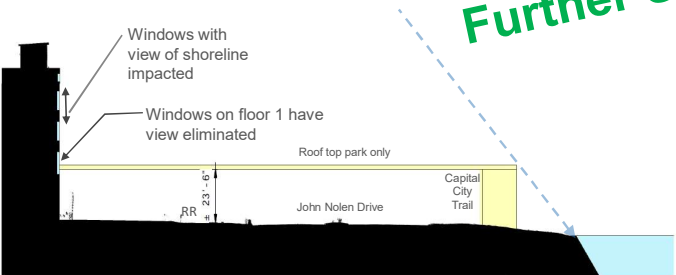 Further
Windows with
view of shoreline
impacted
Windows on floor 1 have
view eliminated
Roof top park only
Capital
City
Trail
± 23'-6"
RR
John Nolen Drive